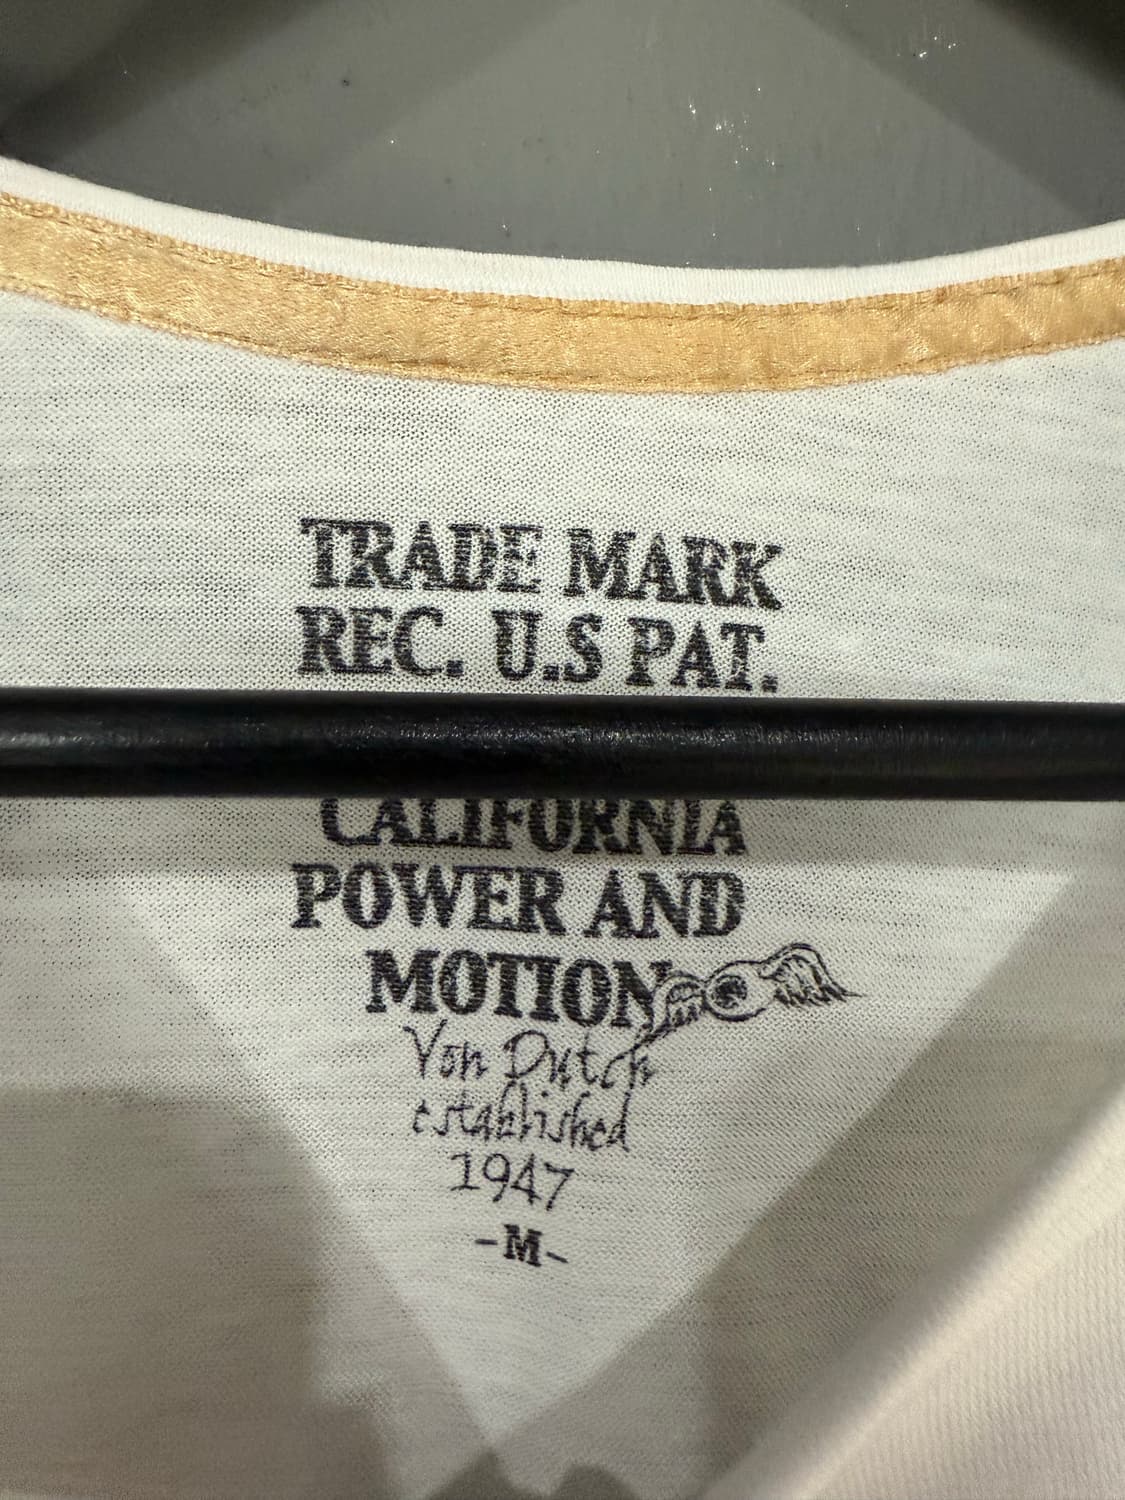 TRADE MARK
REC. U.S PAT.
CALIFORNIA
POWER AND
MOTION
Von Dutch
established
1947
-M-